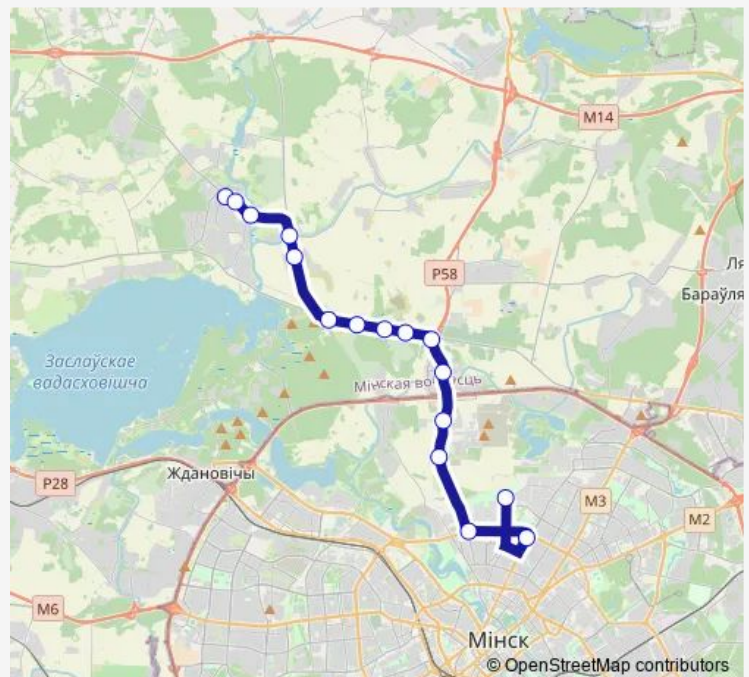 M14
P58
Ля
Бараўля
Заслаўскае
вадасховішча
Мінская вобласць
Ждановічы
P28
M3
M2
M6
Мінск
© OpenStreetMap contributors